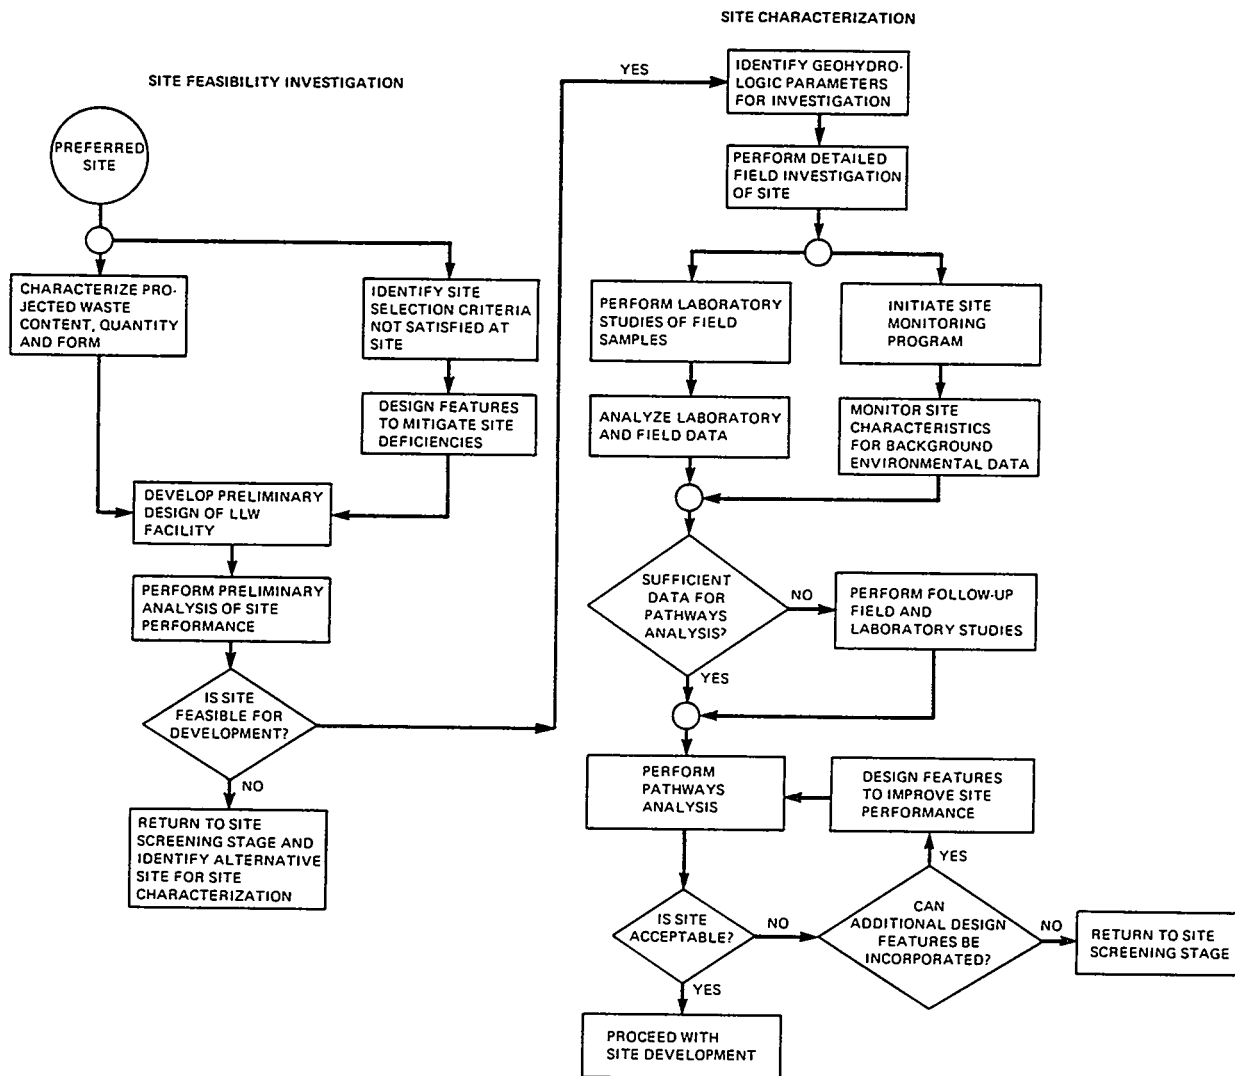 SITE FEASIBILITY INVESTIGATION
PREFERRED
SITE
CHARACTERIZE PRO-
JECTED WASTE
CONTENT, QUANTITY
AND FORM
IDENTIFY SITE
SELECTION CRITERIA
NOT SATISFIED AT
SITE
DESIGN FEATURES
TO MITIGATE SITE
DEFICIENCIES
DEVELOP PRELIMINARY
DESIGN OF LLW
FACILITY
PERFORM PRELIMINARY
ANALYSIS OF SITE
PERFORMANCE
IS SITE
FEASIBLE FOR
DEVELOPMENT?
NO
RETURN TO SITE
SCREENING STAGE AND
IDENTIFY ALTERNATIVE
SITE FOR SITE
CHARACTERIZATION
YES
SITE CHARACTERIZATION
IDENTIFY GEOHYDRO-
LOGIC PARAMETERS
FOR INVESTIGATION
PERFORM DETAILED
FIELD INVESTIGATION
OF SITE
PERFORM LABORATORY
STUDIES OF FIELD
SAMPLES
INITIATE SITE
MONITORING
PROGRAM
ANALYZE LABORATORY
AND FIELD DATA
MONITOR SITE
CHARACTERISTICS
FOR BACKGROUND
ENVIRONMENTAL DATA
SUFFICIENT
DATA FOR
PATHWAYS
ANALYSIS?
NO
PERFORM FOLLOW-UP
FIELD AND
LABORATORY STUDIES
YES
PERFORM
PATHWAYS
ANALYSIS
DESIGN FEATURES
TO IMPROVE SITE
PERFORMANCE
YES
IS SITE
ACCEPTABLE?
NO
CAN
ADDITIONAL DESIGN
FEATURES BE
INCORPORATED?
NO
RETURN TO SITE
SCREENING STAGE
YES
PROCEED WITH
SITE DEVELOPMENT